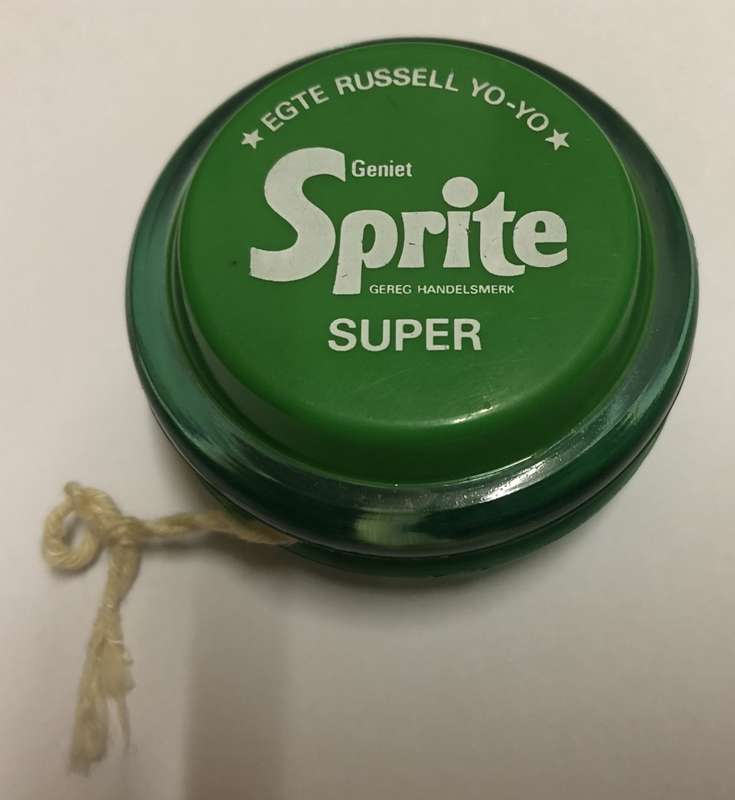 ★ EGTE RUSSELL YO-YO ★
Geniet
Sprite
GEREG HANDELSMERK
SUPER